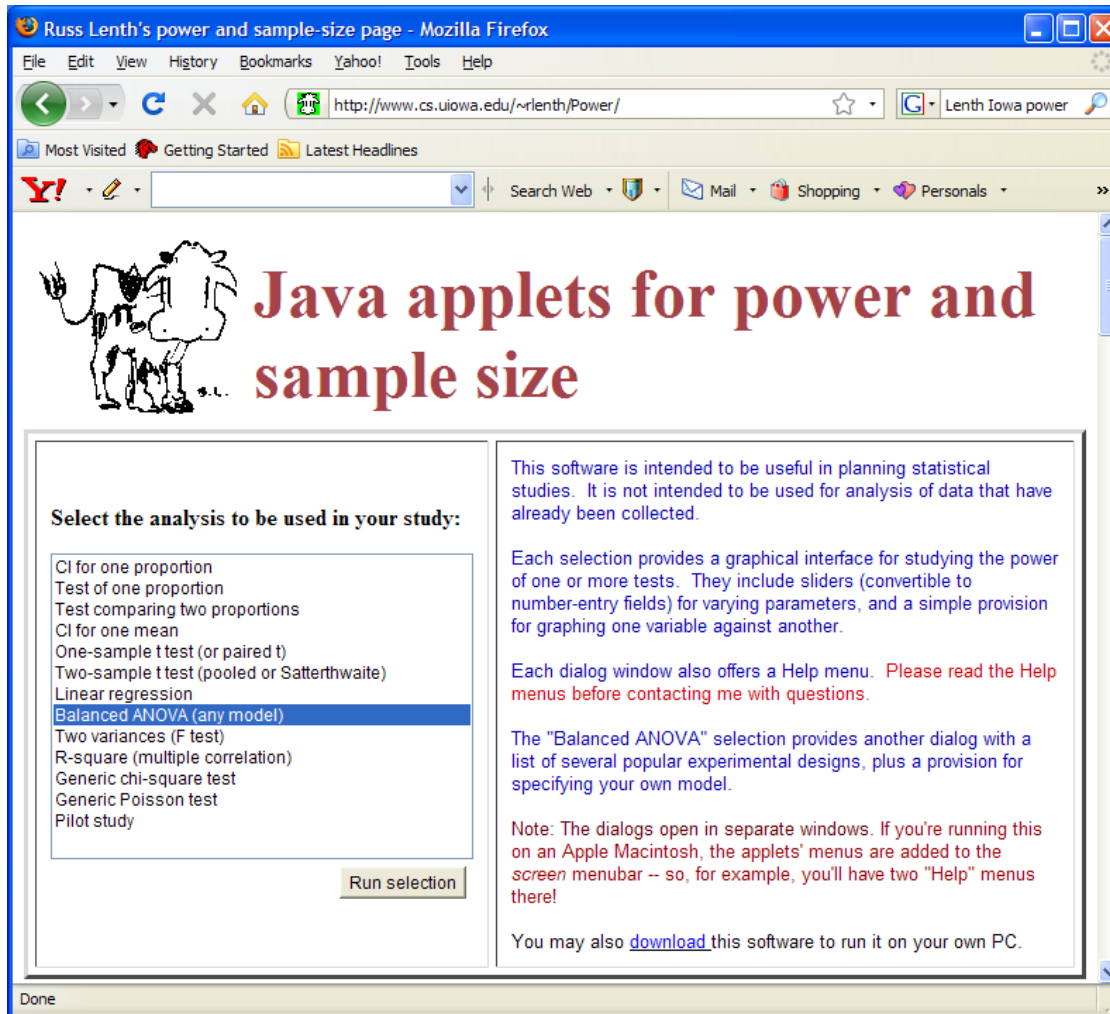 Russ Lenth's power and sample-size page - Mozilla Firefox
File Edit View History Bookmarks Yahoo! Tools Help
http://www.cs.uiowa.edu/~rlenth/Power/ G Lenth Iowa power
Most Visited Getting Started Latest Headlines
Y! Search Web Mail Shopping Personals »
Java applets for power and
sample size
S.L.
Select the analysis to be used in your study:
CI for one proportion
Test of one proportion
Test comparing two proportions
CI for one mean
One-sample t test (or paired t)
Two-sample t test (pooled or Satterthwaite)
Linear regression
Balanced ANOVA (any model)
Two variances (F test)
R-square (multiple correlation)
Generic chi-square test
Generic Poisson test
Pilot study
Run selection
This software is intended to be useful in planning statistical
studies. It is not intended to be used for analysis of data that have
already been collected.
Each selection provides a graphical interface for studying the power
of one or more tests. They include sliders (convertible to
number-entry fields) for varying parameters, and a simple provision
for graphing one variable against another.
Each dialog window also offers a Help menu. Please read the Help
menus before contacting me with questions.
The "Balanced ANOVA" selection provides another dialog with a
list of several popular experimental designs, plus a provision for
specifying your own model.
Note: The dialogs open in separate windows. If you're running this
on an Apple Macintosh, the applets' menus are added to the
screen menubar -- so, for example, you'll have two "Help" menus
there!
You may also download this software to run it on your own PC.
Done